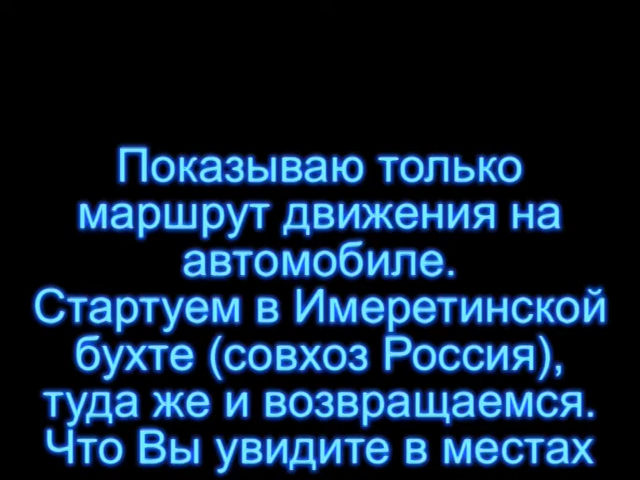 Показываю только
маршрут движения на
автомобиле.
Стартуем в Имеретинской
бухте (совхоз Россия),
туда же и возвращаемся.
Что Вы увидите в местах